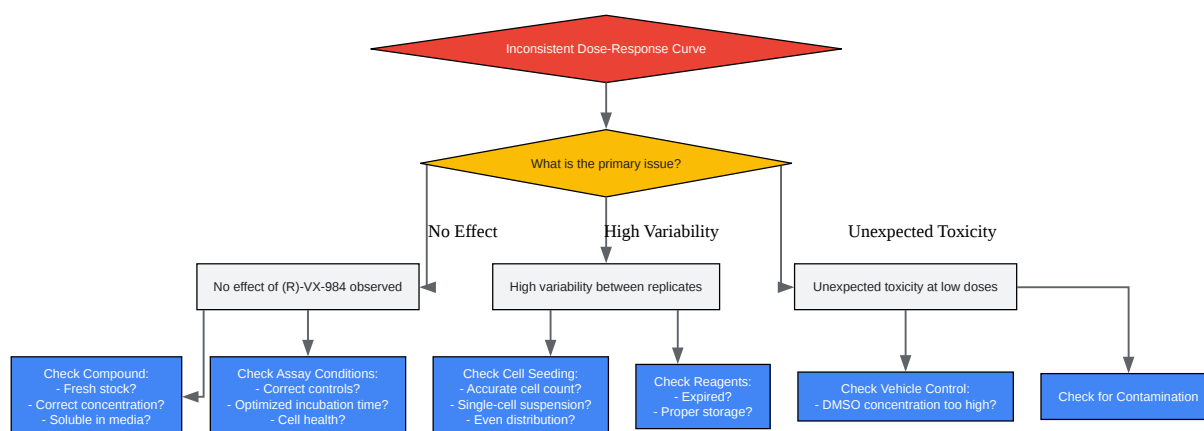 Inconsistent Dose-Response Curve
What is the primary issue?
No Effect
High Variability
Unexpected Toxicity
No effect of (R)-VX-984 observed
High variability between replicates
Unexpected toxicity at low doses
Check Compound:
- Fresh stock?
- Correct concentration?
- Soluble in media?
Check Assay Conditions:
- Correct controls?
- Optimized incubation time?
- Cell health?
Check Cell Seeding:
- Accurate cell count?
- Single-cell suspension?
- Even distribution?
Check Reagents:
- Expired?
- Proper storage?
Check Vehicle Control:
- DMSO concentration too high?
Check for Contamination